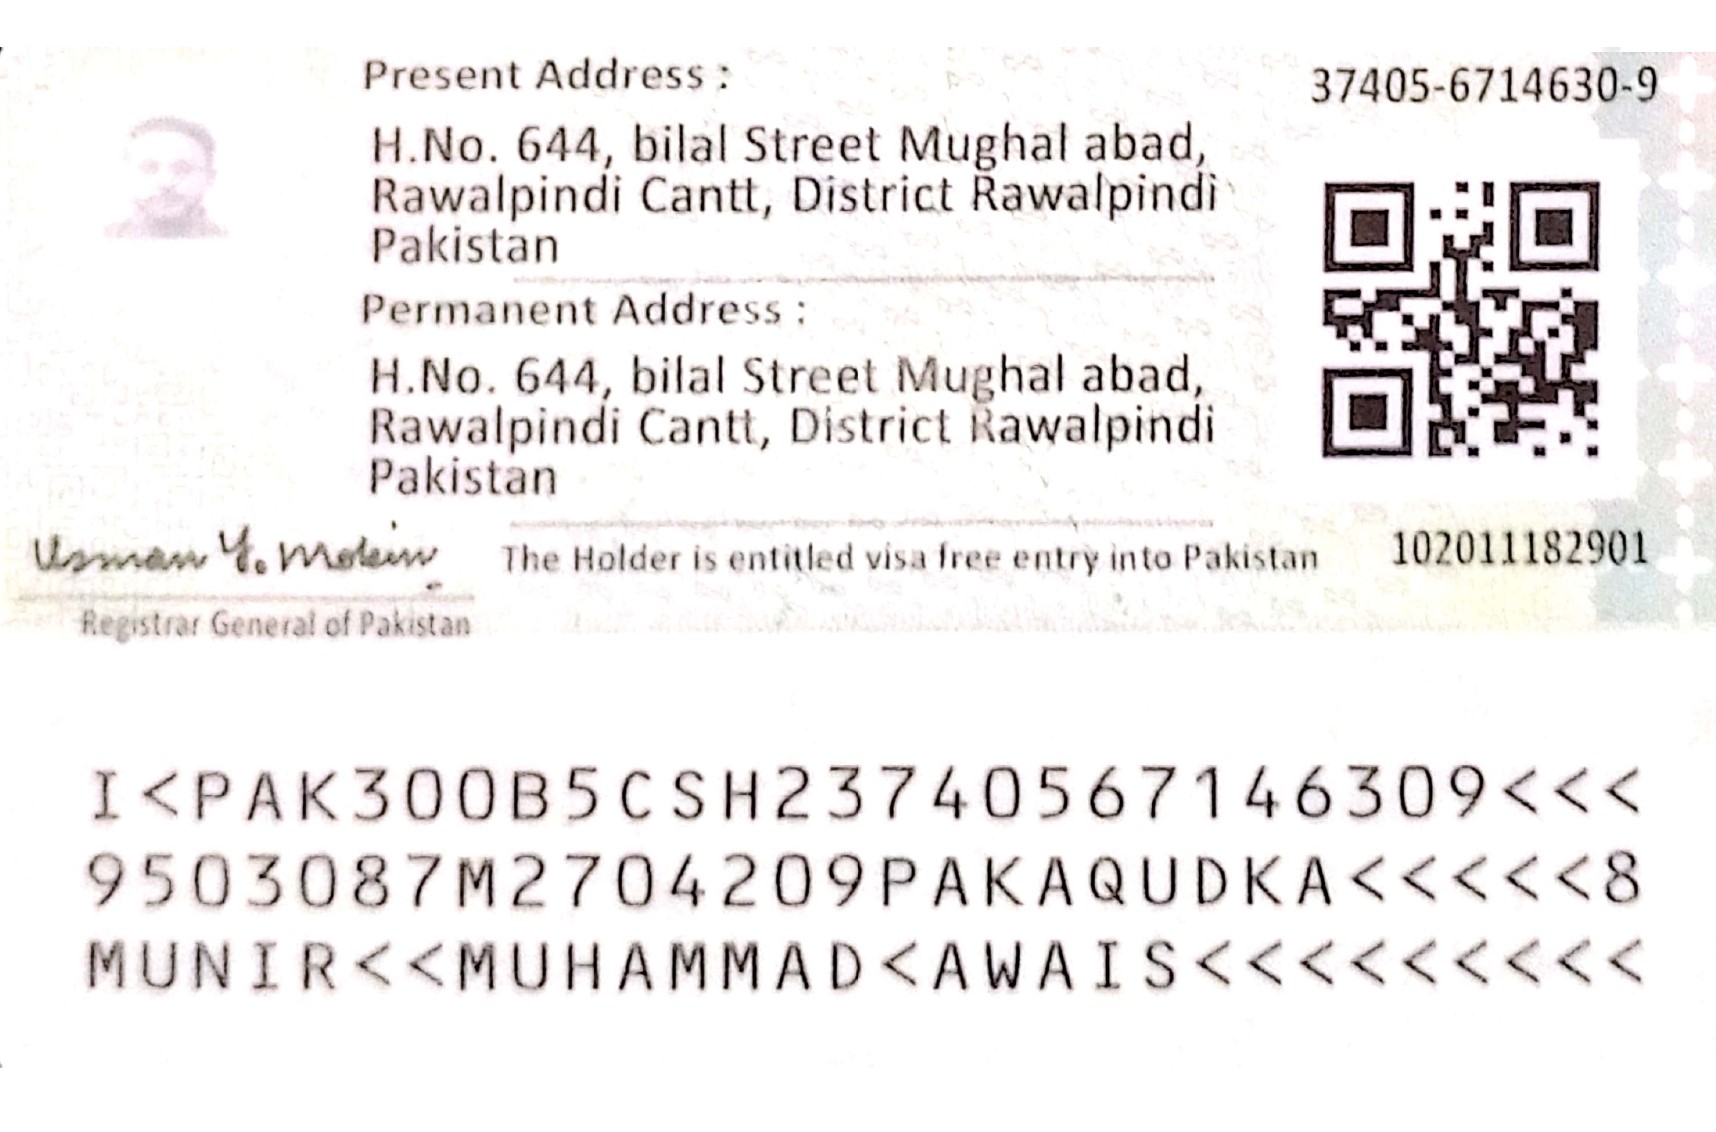 Present Address :
37405-6714630-9
H.No. 644, bilal Street Mughal abad,
Rawalpindi Cantt, District Rawalpindi
Pakistan
Permanent Address :
H.No. 644, bilal Street Mughal abad,
Rawalpindi Cantt, District Rawalpindi
Pakistan
Usman Y. Mobin
The Holder is entitled visa free entry into Pakistan
102011182901
Registrar General of Pakistan
I<PAK300B5CSH23740567146309<<<
9503087M2704209PAKAQUDKA<<<<<8
MUNIR<<MUHAMMAD<AWAIS<<<<<<<<<